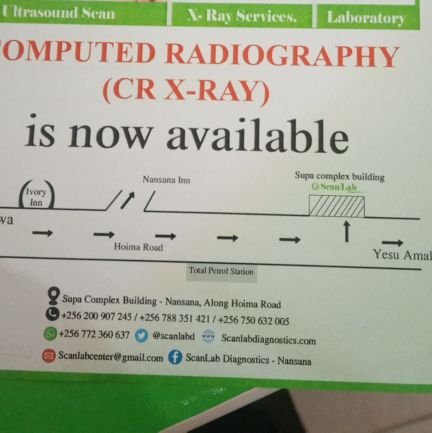 Ultrasound Scan X-Ray Services. Laboratory
COMPUTED RADIOGRAPHY
(CR X-RAY)
is now available
Nansana Inn Supa complex building
@ScanLab
Ivory
Inn
wa
Hoima Road Yesu Amal
Total Petrol Station
Supa Complex Building - Nansana, Along Hoima Road
+256 200 907 245 / +256 788 351 421 / +256 750 632 005
+256 772 360 637 @scanlabd www Scanlabdiagnostics.com
Scanlabcenter@gmail.com f ScanLab Diagnostics - Nansana